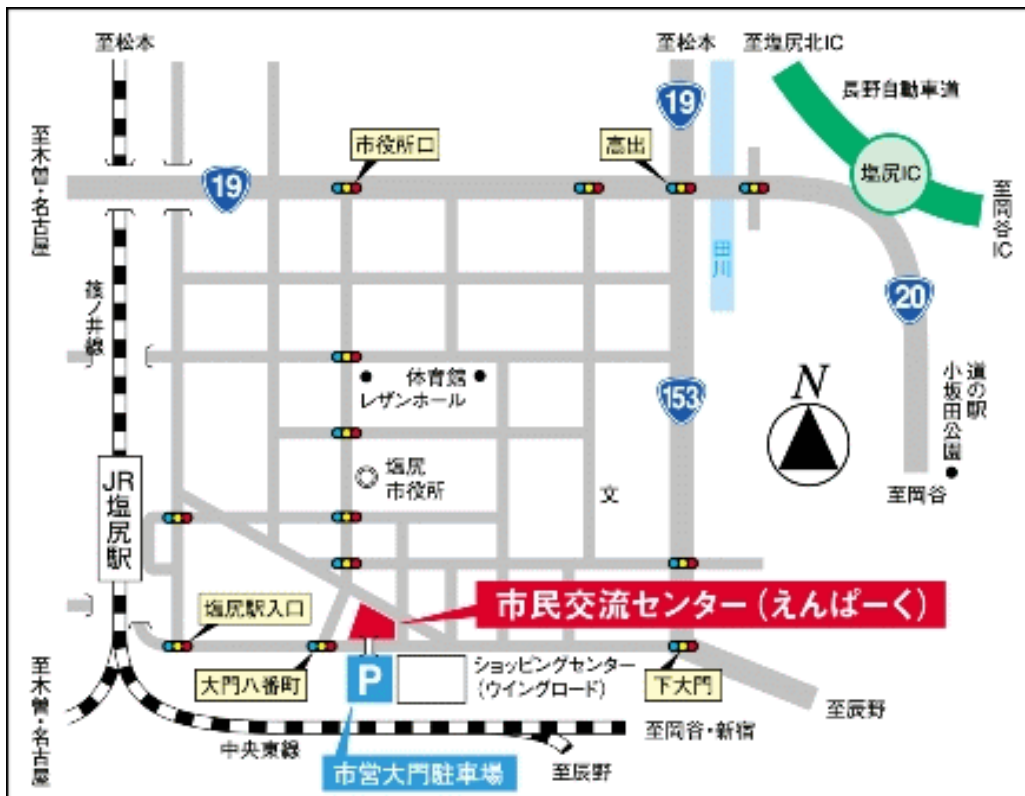 至松本
至松本
至塩尻北IC
長野自動車道
19
塩尻IC
至木曽・名古屋
市役所口
高出
19
至岡谷IC
田川
20
篠ノ井線
体育館
レザンホール
153
N
道の駅
小坂田公園
JR塩尻駅
塩尻
市役所
文
至岡谷
市民交流センター(えんぱーく)
塩尻駅入口
大門八番町
P
ショッピングセンター
(ウイングロード)
下大門
至木曽・名古屋
至辰野
中央東線
至岡谷・新宿
市営大門駐車場
至辰野